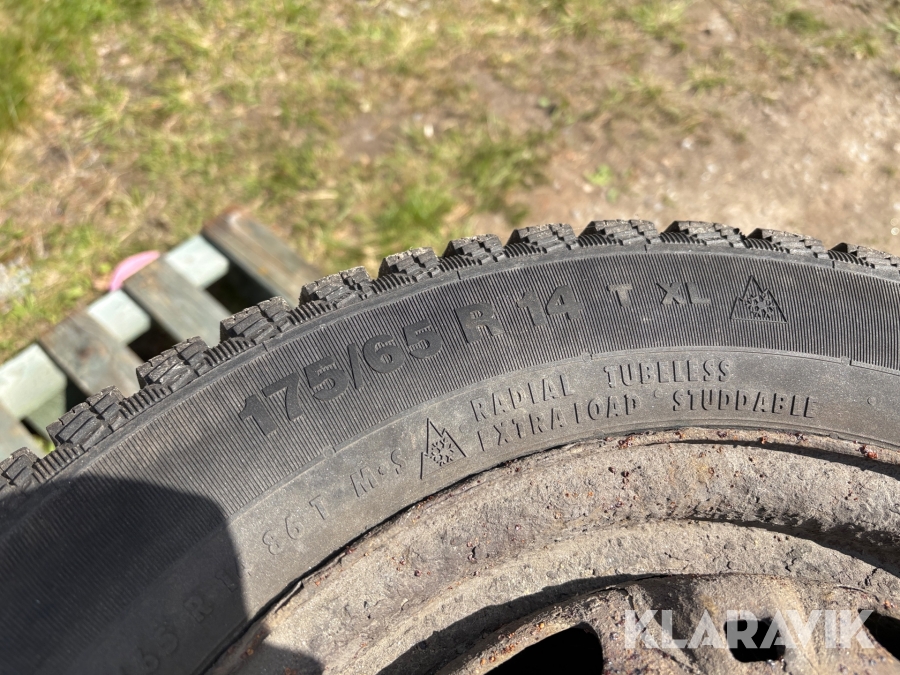 175/65 R 14 T XL
RADIAL TUBELESS
86 T M+S EXTRA LOAD STUDDABLE
KLARAVIK